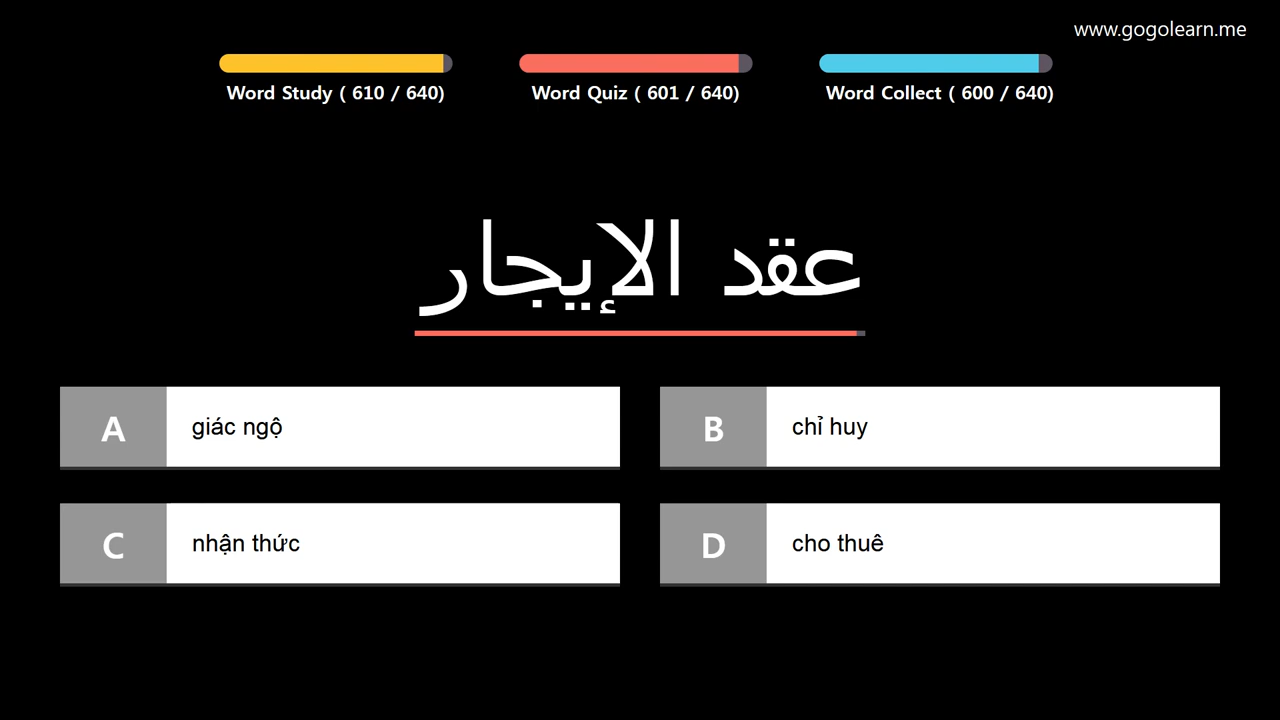 www.gogolearn.me
Word Study ( 610 / 640)
Word Quiz ( 601 / 640)
Word Collect ( 600 / 640)
عقد الإيجار
A
giác ngộ
B
chỉ huy
C
nhận thức
D
cho thuê